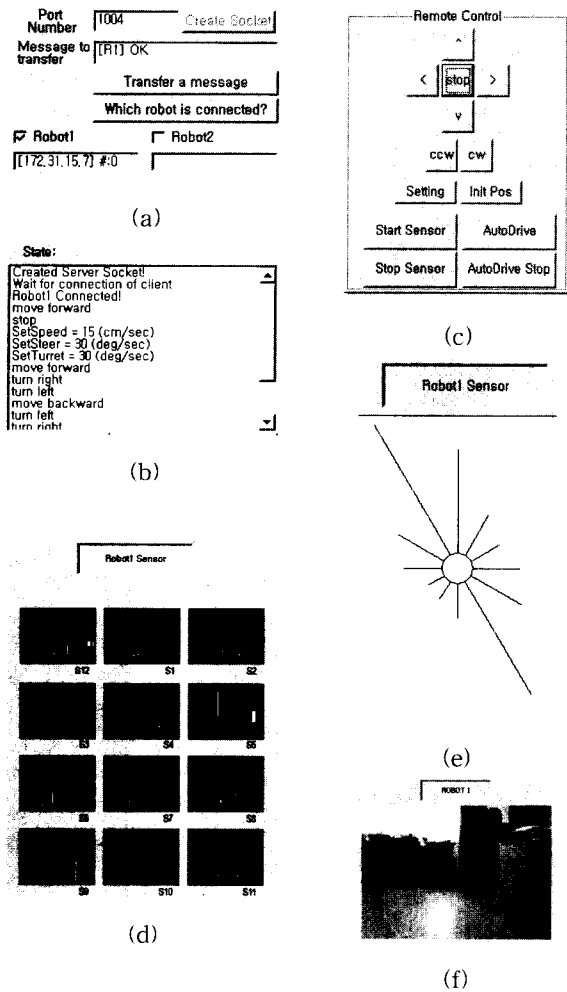 Port Number 1004 Create Socket
Message to transfer [R1] OK
Transfer a message
Which robot is connected?
Robot1 Robot2
[172,31,15,7] #:0
(a)
State:
Created Server Socket!
Wait for connection of client
Robot1 Connected!
move forward
stop
SetSpeed = 15 (cm/sec)
SetSteer = 30 (deg/sec)
SetTurret = 30 (deg/sec)
move forward
turn right
turn left
move backward
turn left
turn right
(b)
Remote Control
^
< stop >
v
ccw cw
Setting Init Pos
Start Sensor AutoDrive
Stop Sensor AutoDrive Stop
(c)
Robot1 Sensor
S12 S1 S2
S3 S4 S5
S6 S7 S8
S9 S10 S11
(d)
Robot1 Sensor
(e)
ROBOT 1
(f)